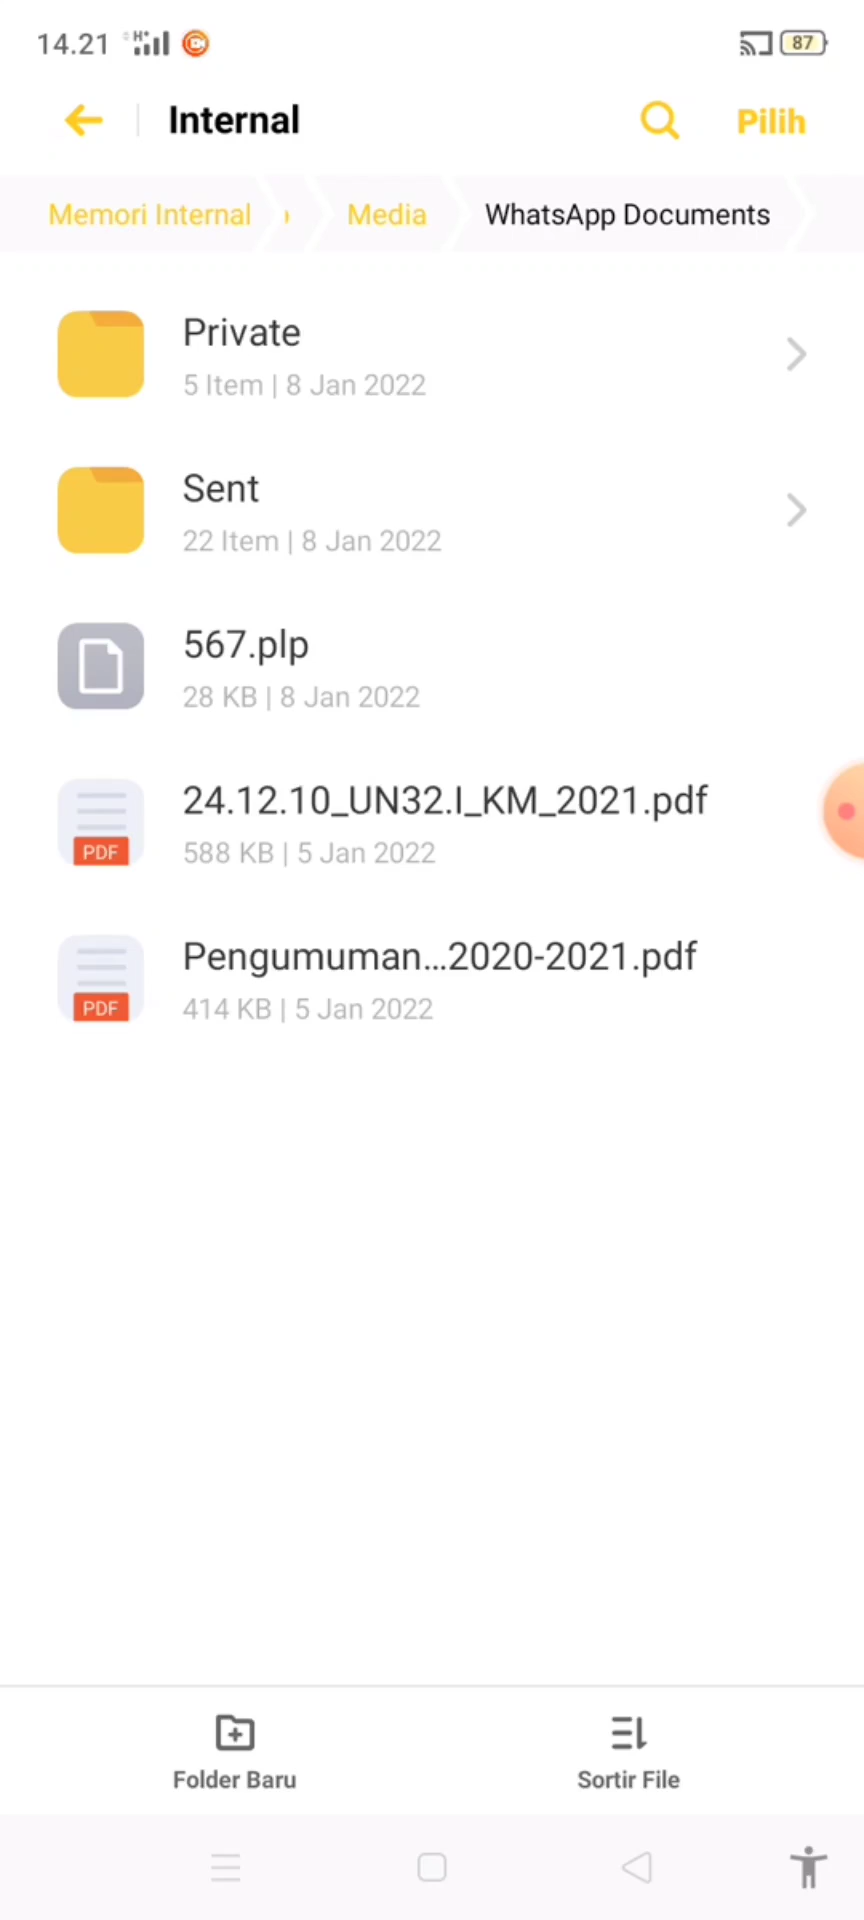 14.21 H+ 87
Internal Pilih
Memori Internal Media WhatsApp Documents
Private
5 Item | 8 Jan 2022
Sent
22 Item | 8 Jan 2022
567.plp
28 KB | 8 Jan 2022
24.12.10_UN32.I_KM_2021.pdf
PDF 588 KB | 5 Jan 2022
Pengumuman...2020-2021.pdf
PDF 414 KB | 5 Jan 2022
Folder Baru Sortir File